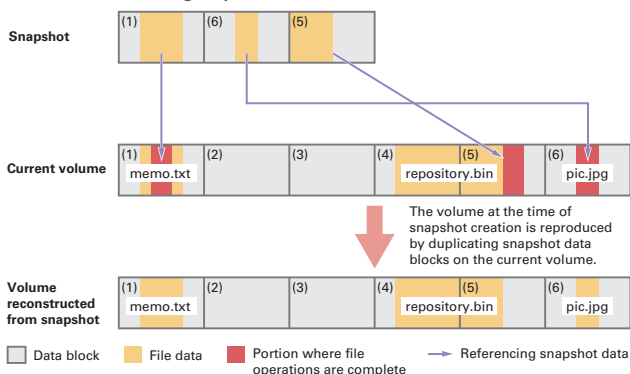 Snapshot
(1)
(6)
(5)
Current volume
(1)
memo.txt
(2)
(3)
(4)
repository.bin
(5)
(6)
pic.jpg
The volume at the time of
snapshot creation is reproduced
by duplicating snapshot data
blocks on the current volume.
Volume
reconstructed
from snapshot
(1)
memo.txt
(2)
(3)
(4)
repository.bin
(5)
(6)
pic.jpg
Data block
File data
Portion where file
operations are complete
Referencing snapshot data